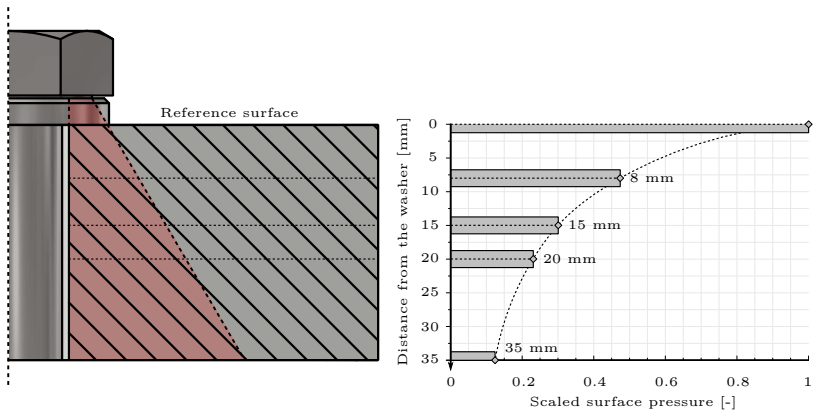 Reference surface
Distance from the washer [mm]
0
5
10
15
20
25
30
35
8 mm
15 mm
20 mm
35 mm
0
0.2
0.4
0.6
0.8
1
Scaled surface pressure [-]